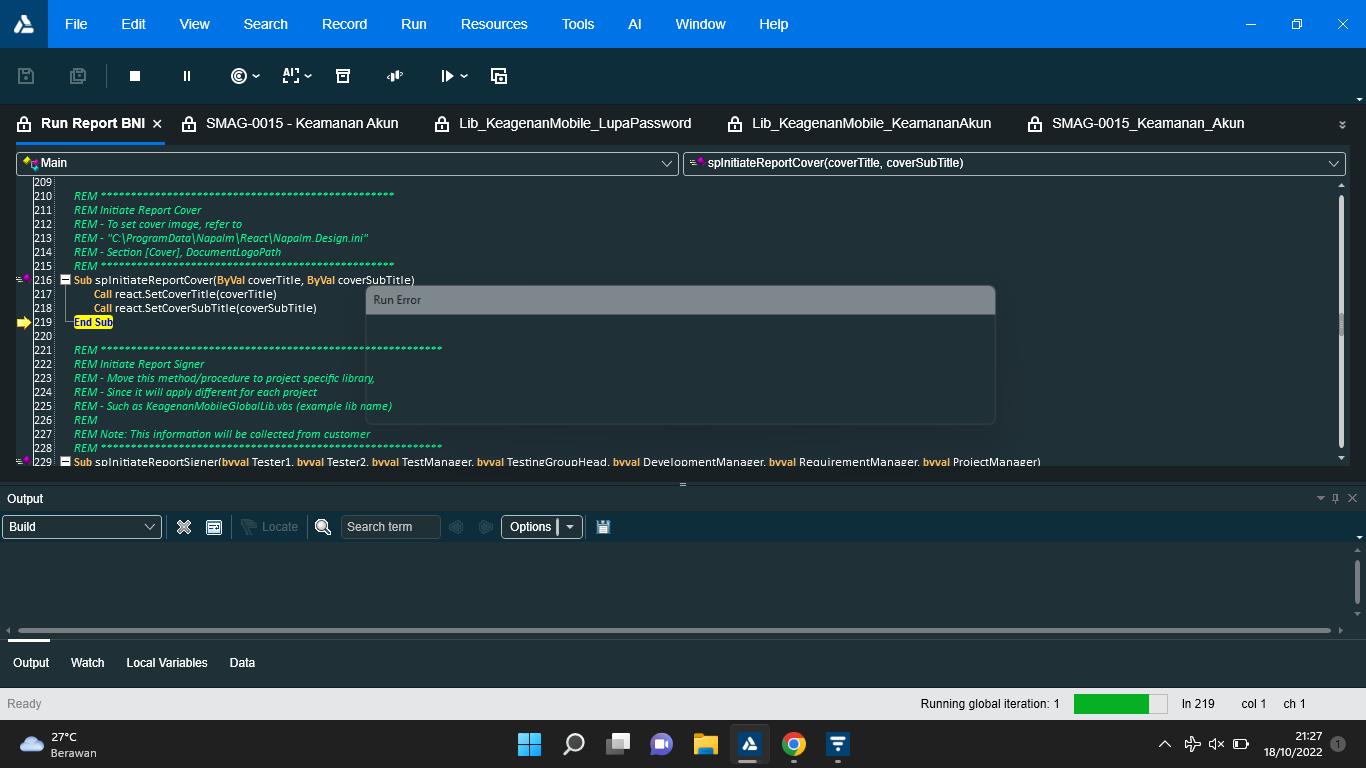 File Edit View Search Record Run Resources Tools AI Window Help
AI
Run Report BNI SMAG-0015 - Keamanan Akun Lib_KeagenanMobile_LupaPassword Lib_KeagenanMobile_KeamananAkun SMAG-0015_Keamanan_Akun
Main spInitiateReportCover(coverTitle, coverSubTitle)
209
210 REM *************************************************
211 REM Initiate Report Cover
212 REM - To set cover image, refer to
213 REM - "C:\ProgramData\Napalm\React\Napalm.Design.ini"
214 REM - Section [Cover], DocumentLogoPath
215 REM *************************************************
216 Sub spInitiateReportCover(ByVal coverTitle, ByVal coverSubTitle)
217 Call react.SetCoverTitle(coverTitle)
218 Call react.SetCoverSubTitle(coverSubTitle)
219 End Sub
220
221 REM *********************************************************
222 REM Initiate Report Signer
223 REM - Move this method/procedure to project specific library,
224 REM - Since it will apply different for each project
225 REM - Such as KeagenanMobileGlobalLib.vbs (example lib name)
226 REM
227 REM Note: This information will be collected from customer
228 REM *********************************************************
229 Sub spInitiateReportSigner(byval Tester1, byval Tester2, byval TestManager, byval TestingGroupHead, byval DevelopmentManager, byval RequirementManager, byval ProjectManager)
Run Error
Output
Build Locate Search term Options
Output Watch Local Variables Data
Ready Running global iteration: 1 ln 219 col 1 ch 1
27°C
Berawan
21:27
18/10/2022
1